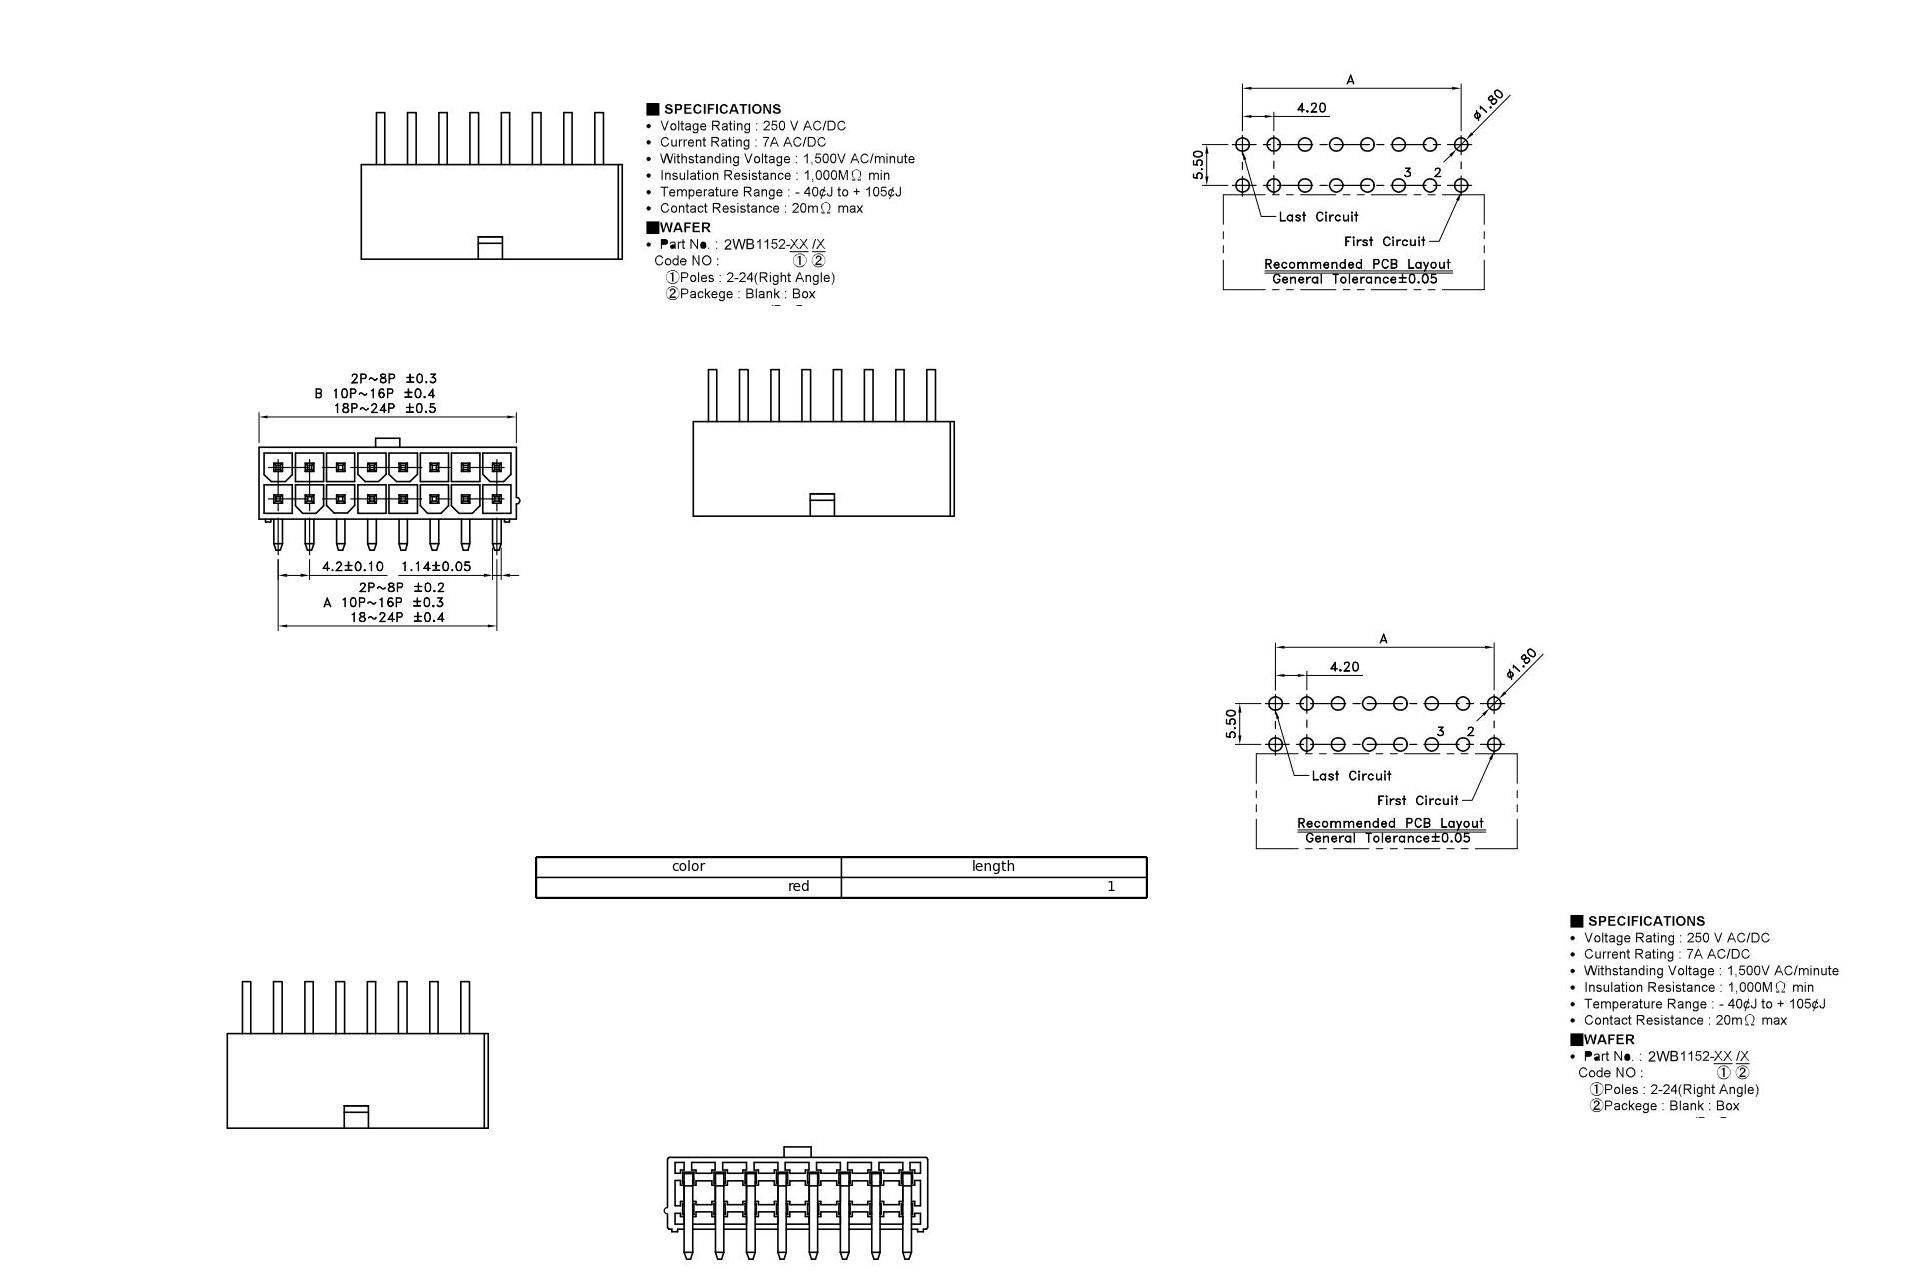 ■ SPECIFICATIONS
• Voltage Rating : 250 V AC/DC
• Current Rating : 7A AC/DC
• Withstanding Voltage : 1,500V AC/minute
• Insulation Resistance : 1,000MΩ min
• Temperature Range : - 40¢J to + 105¢J
• Contact Resistance : 20mΩ max
■WAFER
• Part No. : 2WB1152-XX /X
Code NO : ① ②
①Poles : 2-24(Right Angle)
②Packege : Blank : Box
A
4.20
ø1.80
5.50
3 2
Last Circuit
First Circuit
Recommended PCB Layout
General Tolerance±0.05
2P~8P ±0.3
B 10P~16P ±0.4
18P~24P ±0.5
4.2±0.10 1.14±0.05
2P~8P ±0.2
A 10P~16P ±0.3
18~24P ±0.4
A
4.20
ø1.80
5.50
3 2
Last Circuit
First Circuit
Recommended PCB Layout
General Tolerance±0.05
color length
red 1
■ SPECIFICATIONS
• Voltage Rating : 250 V AC/DC
• Current Rating : 7A AC/DC
• Withstanding Voltage : 1,500V AC/minute
• Insulation Resistance : 1,000MΩ min
• Temperature Range : - 40¢J to + 105¢J
• Contact Resistance : 20mΩ max
■WAFER
• Part No. : 2WB1152-XX /X
Code NO : ① ②
①Poles : 2-24(Right Angle)
②Packege : Blank : Box